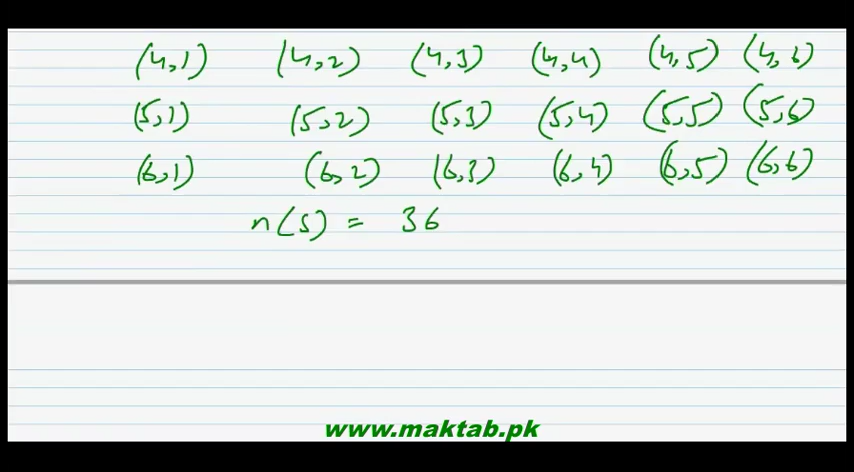 (4,1) (4,2) (4,3) (4,4) (4,5) (4,6)
(5,1) (5,2) (5,3) (5,4) (5,5) (5,6)
(6,1) (6,2) (6,3) (6,4) (6,5) (6,6)
n(S) = 36
www.maktab.pk